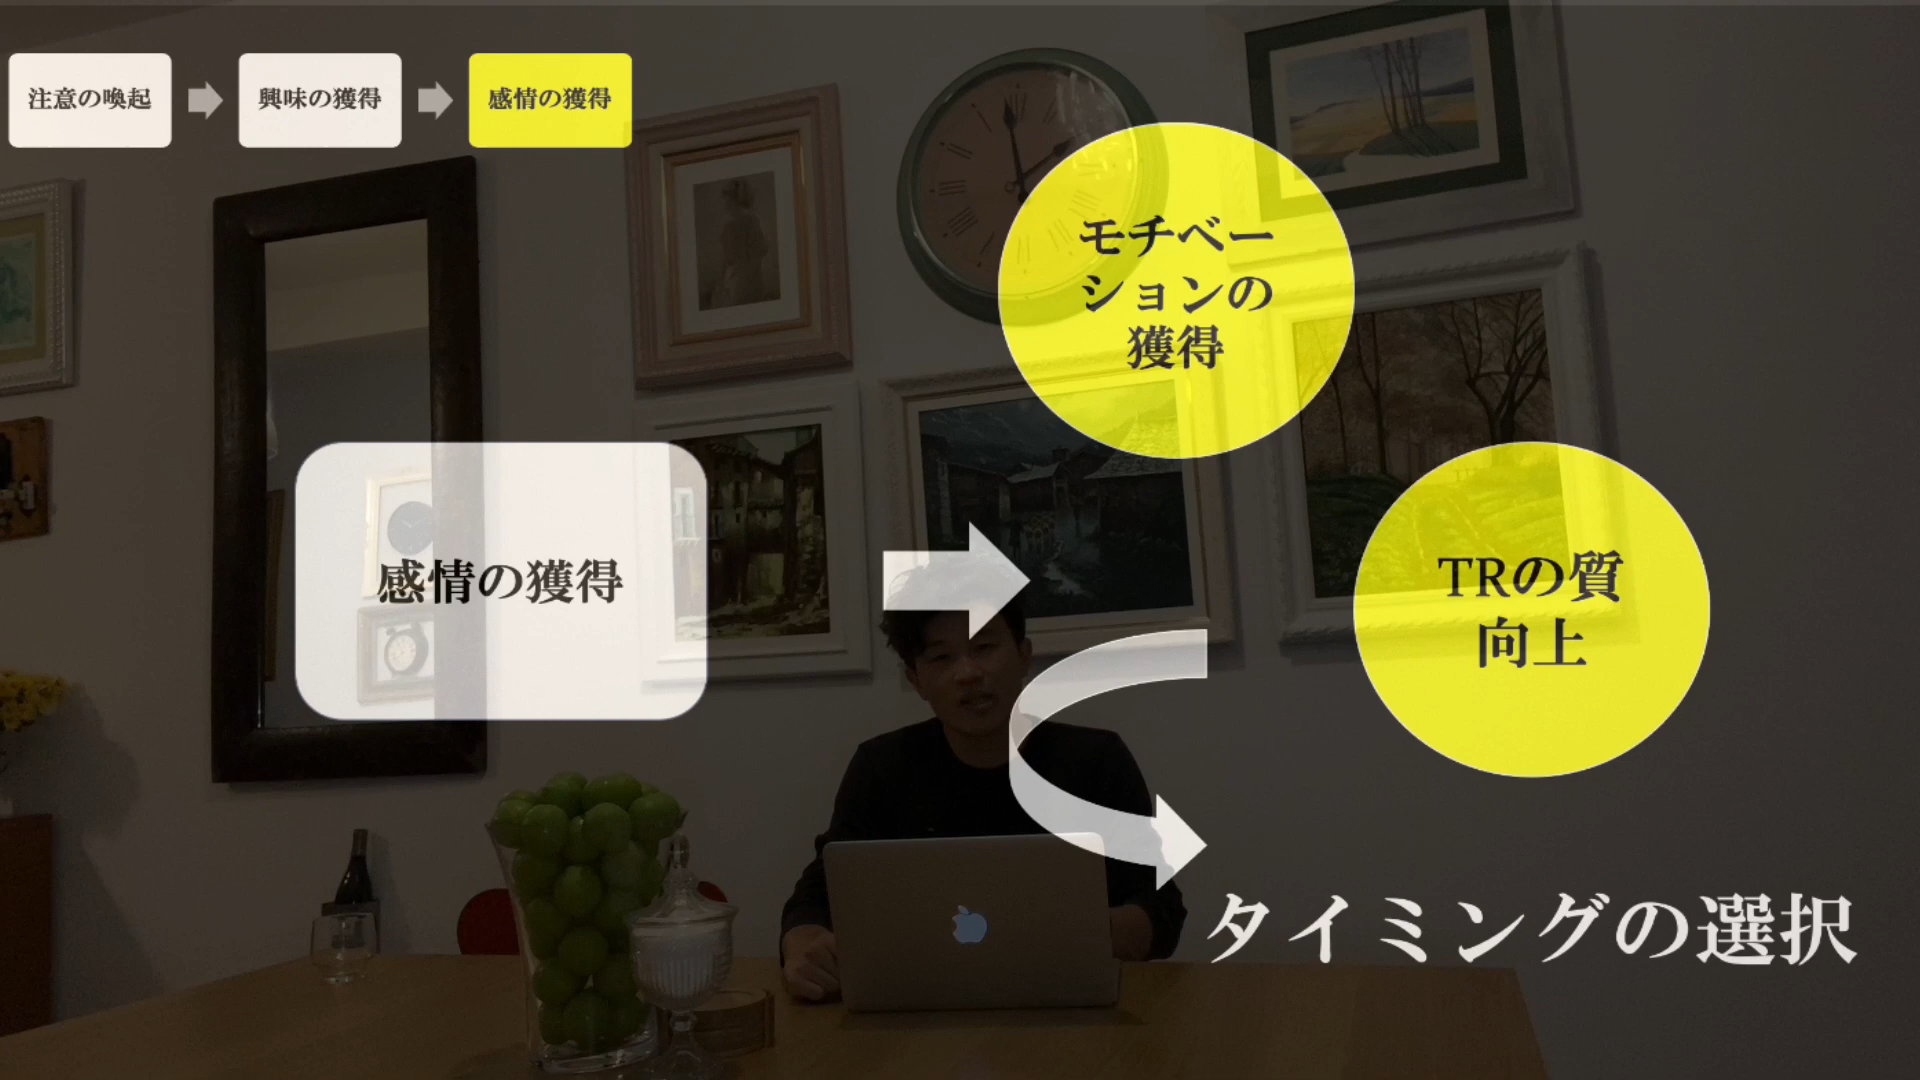 注意の喚起
興味の獲得
感情の獲得
モチベー
ションの
獲得
感情の獲得
TRの質
向上
タイミングの選択